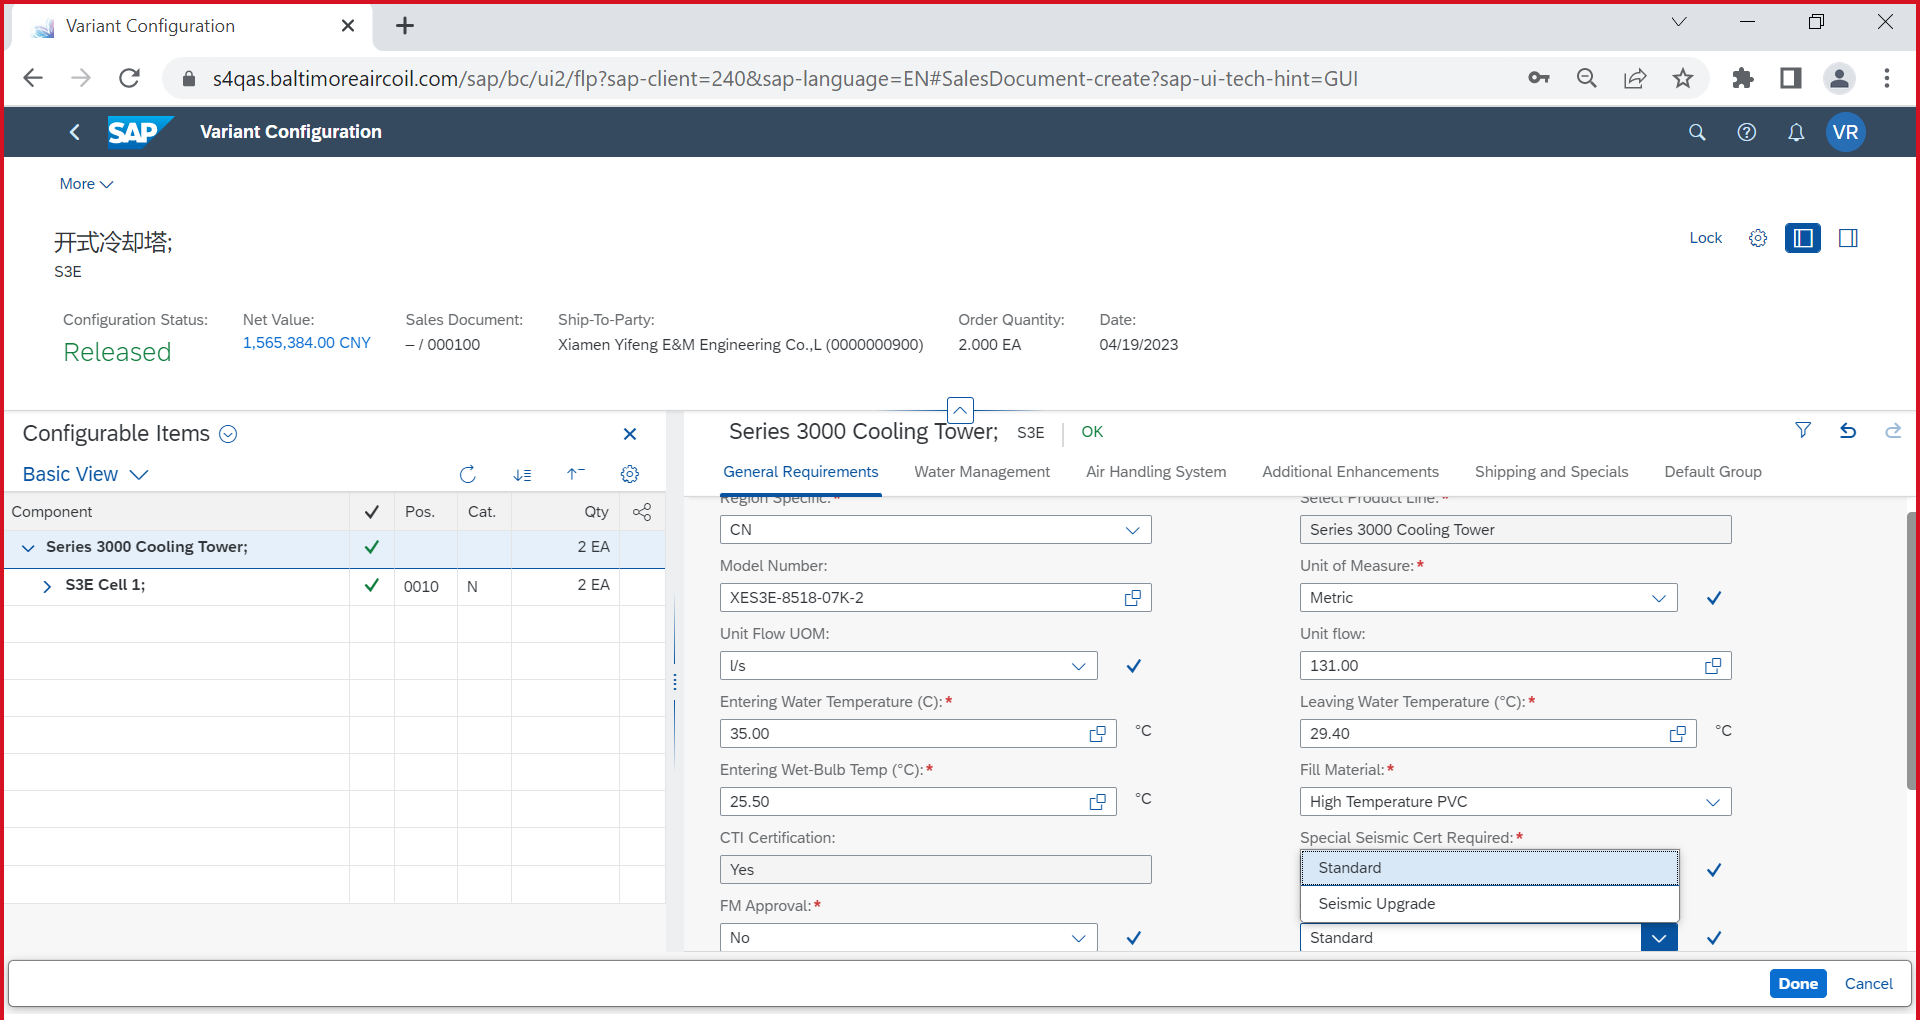 Variant Configuration
s4qas.baltimoreaircoil.com/sap/bc/ui2/flp?sap-client=240&sap-language=EN#SalesDocument-create?sap-ui-tech-hint=GUI
SAP Variant Configuration VR
More
开式冷却塔;
S3E
Lock
Configuration Status: Net Value: Sales Document: Ship-To-Party: Order Quantity: Date:
Released 1,565,384.00 CNY – / 000100 Xiamen Yifeng E&M Engineering Co.,L (0000000900) 2.000 EA 04/19/2023
Configurable Items
Basic View
Component Pos. Cat. Qty
Series 3000 Cooling Tower; 2 EA
S3E Cell 1; 0010 N 2 EA
Series 3000 Cooling Tower; S3E OK
General Requirements Water Management Air Handling System Additional Enhancements Shipping and Specials Default Group
Region Specific:* Select Product Line:*
CN Series 3000 Cooling Tower
Model Number: Unit of Measure:*
XES3E-8518-07K-2 Metric
Unit Flow UOM: Unit flow:
l/s 131.00
Entering Water Temperature (C):* Leaving Water Temperature (°C):*
35.00 °C 29.40 °C
Entering Wet-Bulb Temp (°C):* Fill Material:*
25.50 °C High Temperature PVC
CTI Certification: Special Seismic Cert Required:*
Yes Standard
FM Approval:* Seismic Upgrade
No Standard
Done Cancel